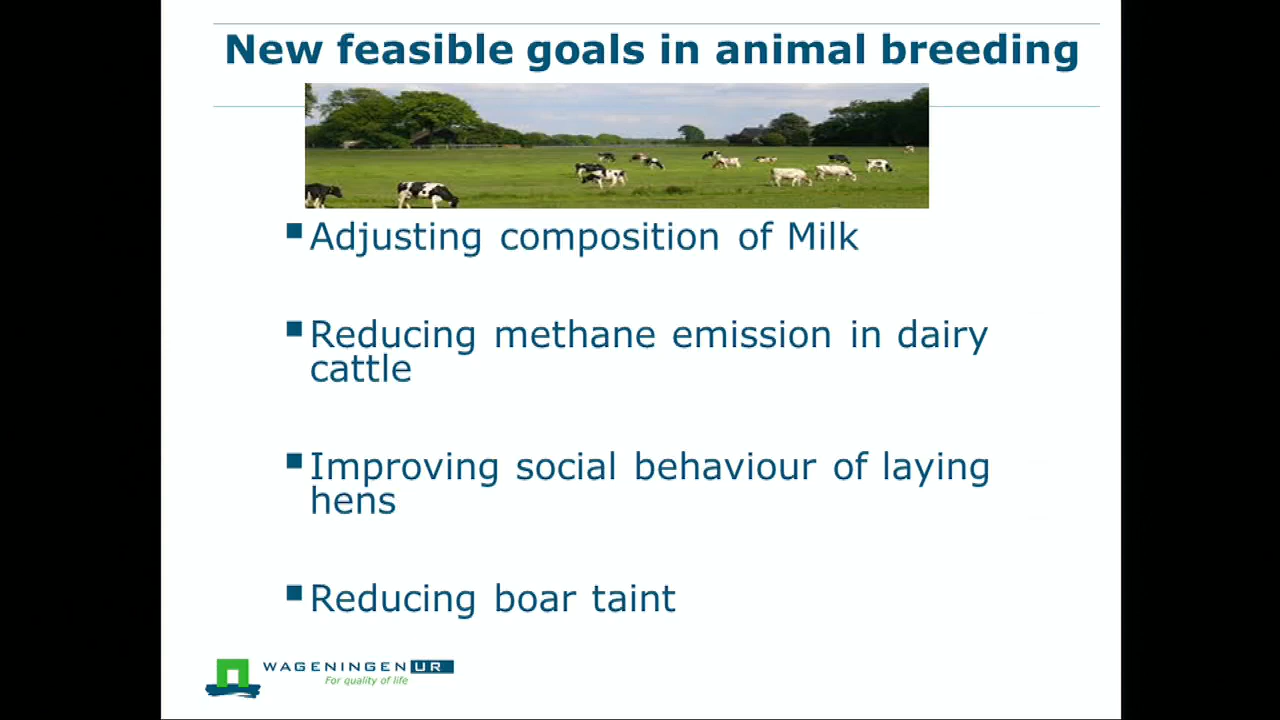 New feasible goals in animal breeding
Adjusting composition of Milk
Reducing methane emission in dairy
cattle
Improving social behaviour of laying
hens
Reducing boar taint
WAGENINGEN UR
For quality of life